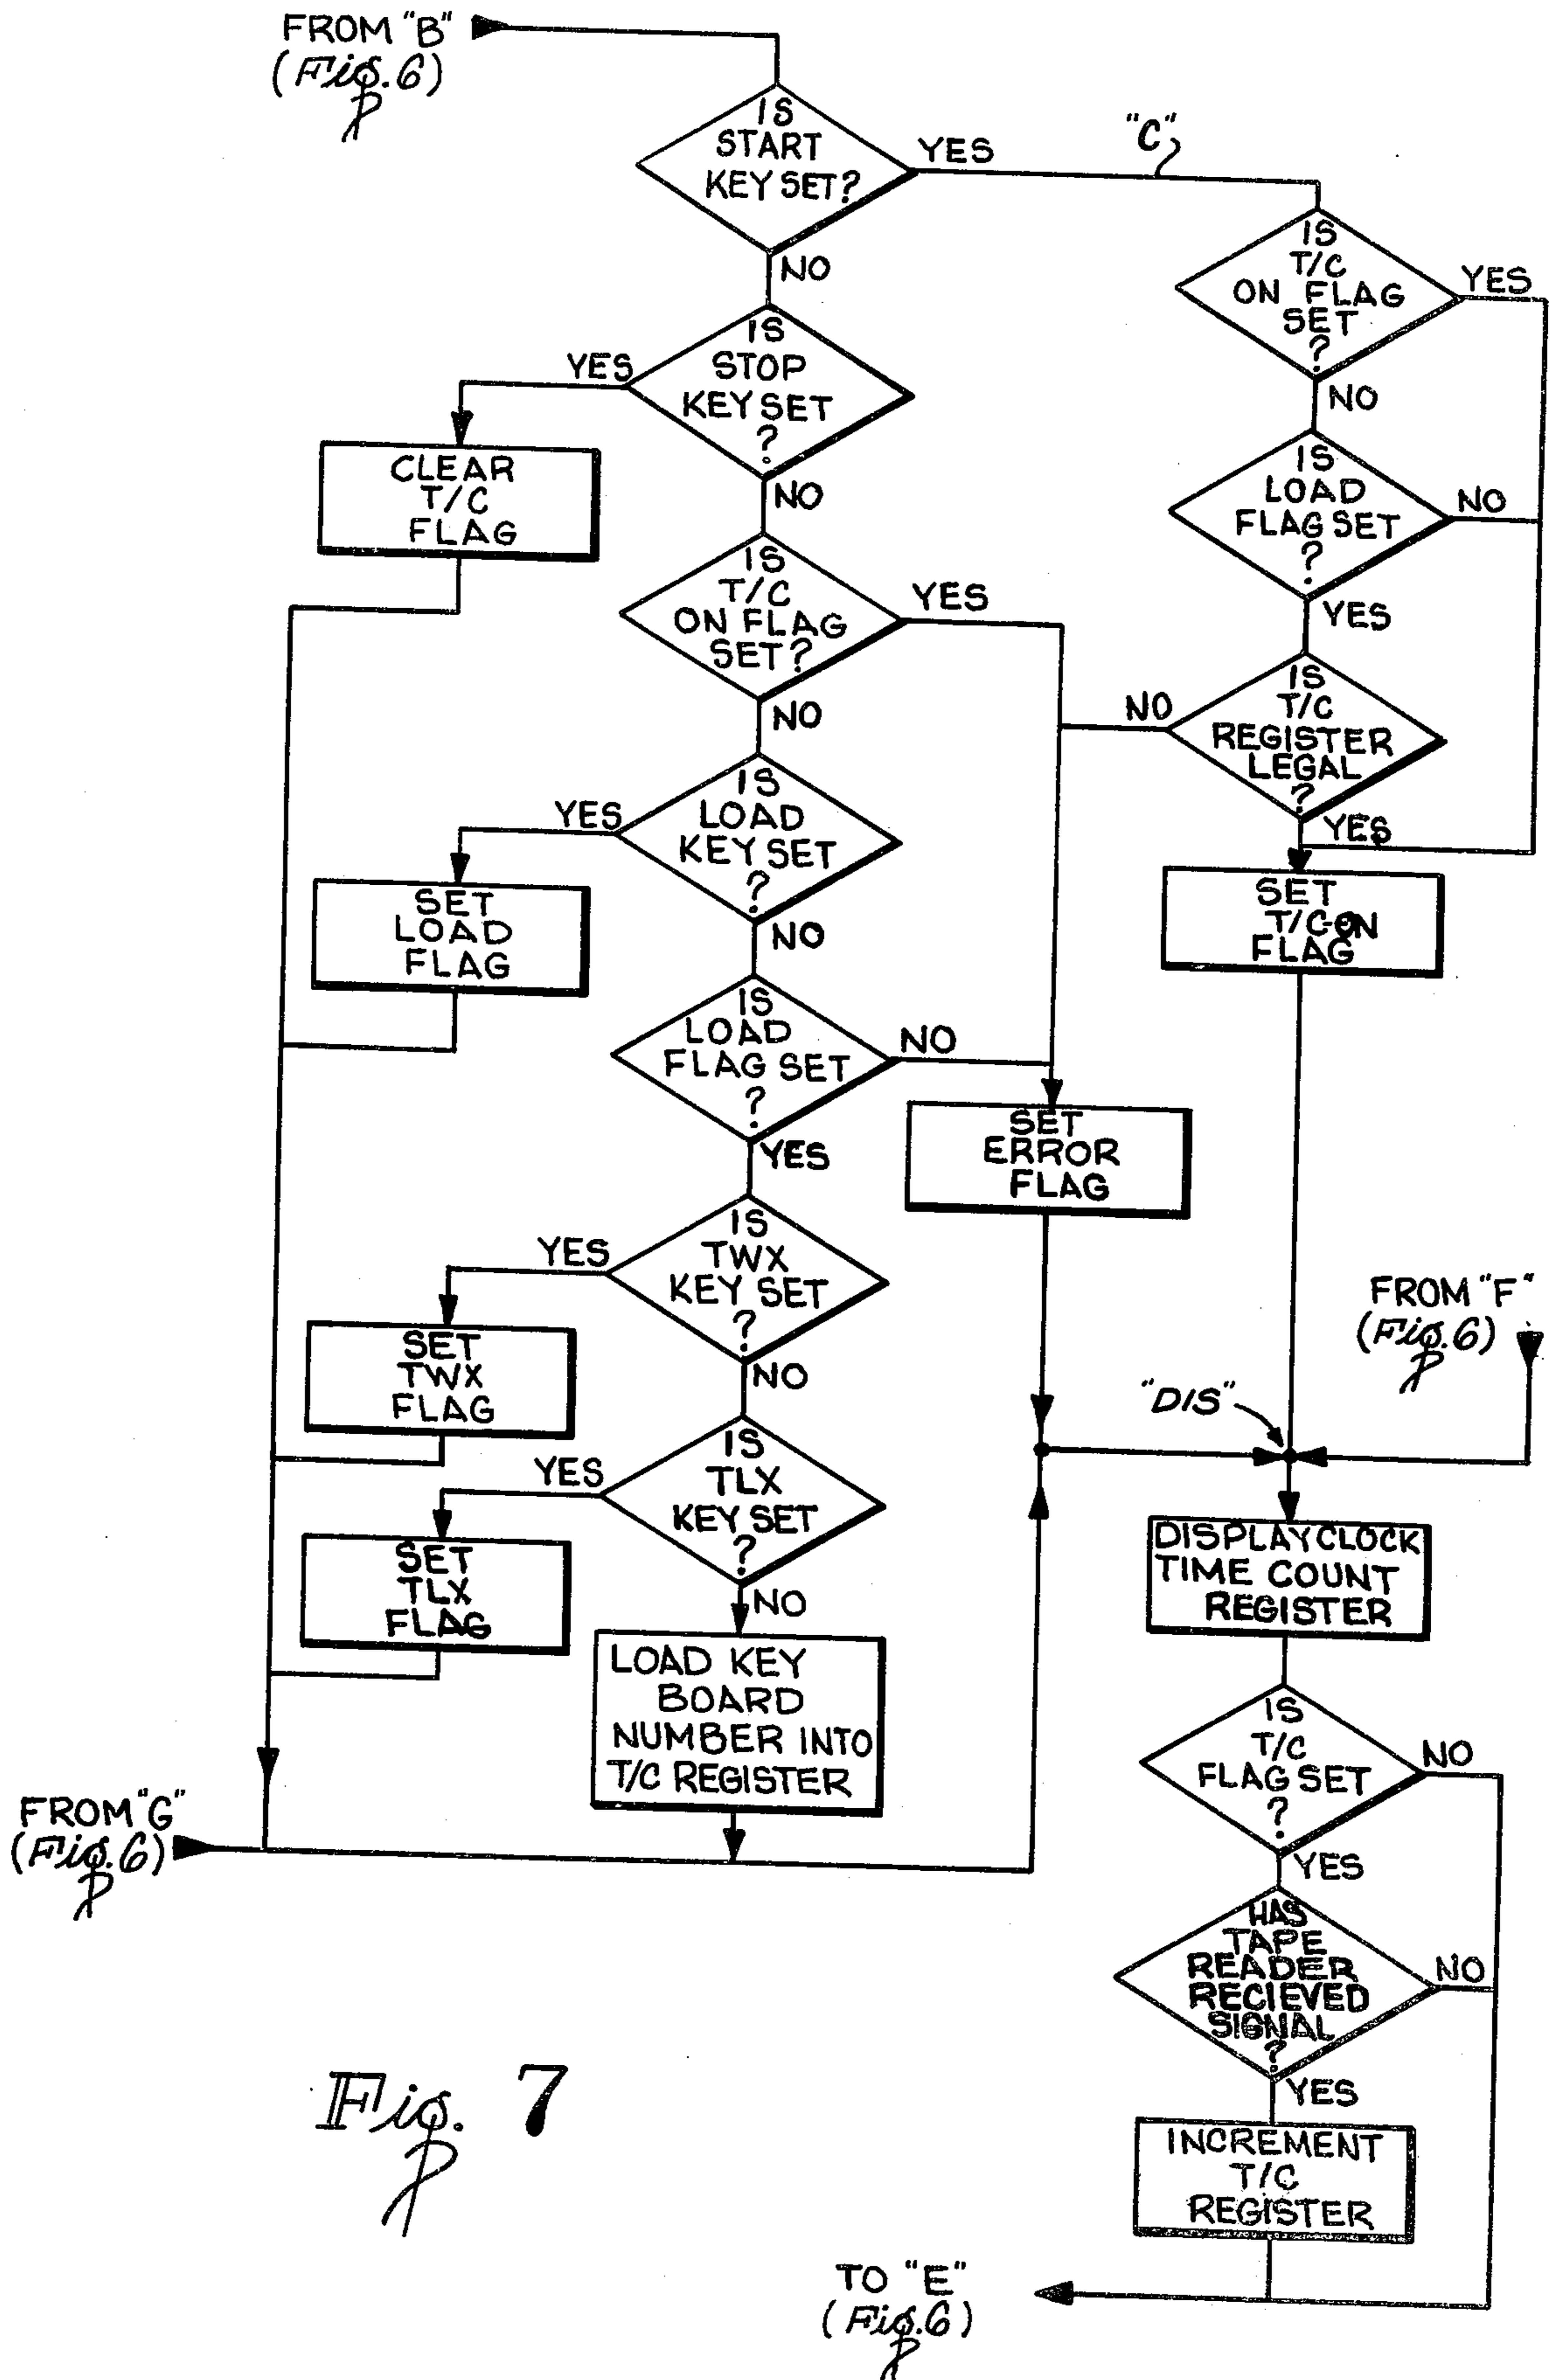 FROM "B"
(Fig. 6)
IS
START
KEY SET?
YES
"C"
NO
IS
T/C
ON FLAG
SET
?
YES
NO
IS
STOP
KEY SET
?
YES
NO
CLEAR
T/C
FLAG
IS
LOAD
FLAG SET
?
NO
YES
IS
T/C
ON FLAG
SET?
YES
NO
IS
T/C
REGISTER
LEGAL
?
NO
YES
IS
LOAD
KEY SET
?
YES
NO
SET
LOAD
FLAG
SET
T/C-ON
FLAG
IS
LOAD
FLAG SET
?
NO
YES
SET
ERROR
FLAG
IS
TWX
KEY SET
?
YES
NO
SET
TWX
FLAG
FROM "F"
(Fig. 6)
"DIS"
IS
TLX
KEY SET
?
YES
NO
SET
TLX
FLAG
DISPLAY CLOCK
TIME COUNT
REGISTER
LOAD KEY
BOARD
NUMBER INTO
T/C REGISTER
IS
T/C
FLAG SET
?
NO
YES
FROM "G"
(Fig. 6)
HAS
TAPE
READER
RECIEVED
SIGNAL
?
NO
YES
INCREMENT
T/C
REGISTER
TO "E"
(Fig. 6)
Fig. 7